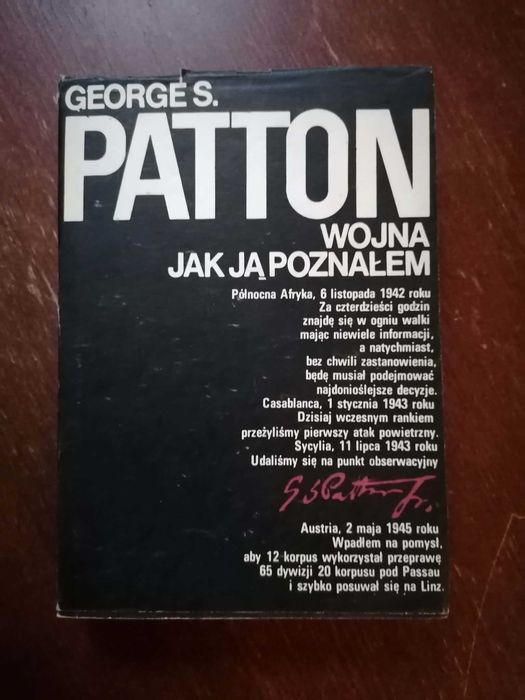 GEORGE S.
PATTON
WOJNA
JAK JĄ POZNAŁEM
Północna Afryka, 6 listopada 1942 roku
Za czterdzieści godzin
znajdę się w ogniu walki
mając niewiele informacji,
a natychmiast,
bez chwili zastanowienia,
będę musiał podejmować
najdonioślejsze decyzje.
Casablanca, 1 stycznia 1943 roku
Dzisiaj wczesnym rankiem
przeżyliśmy pierwszy atak powietrzny.
Sycylia, 11 lipca 1943 roku
Udaliśmy się na punkt obserwacyjny
G S Patton Jr.
Austria, 2 maja 1945 roku
Wpadłem na pomysł,
aby 12 korpus wykorzystał przeprawę
65 dywizji 20 korpusu pod Passau
i szybko posuwał się na Linz.